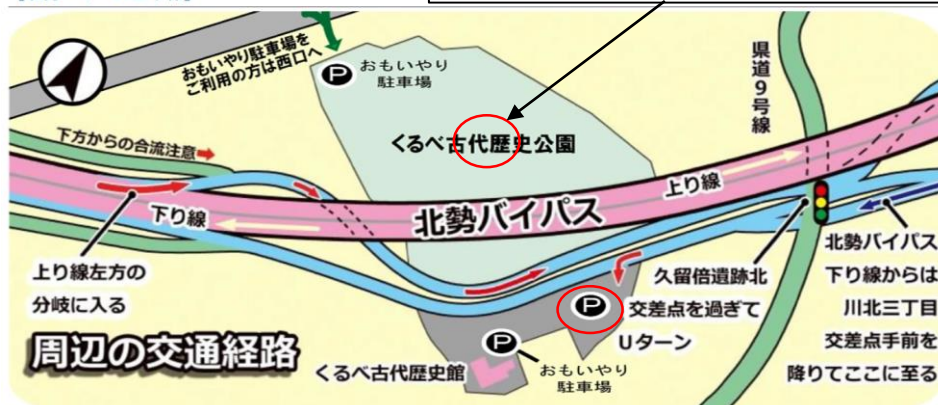 おもいやり駐車場を
ご利用の方は西口へ
P おもいやり
駐車場
県道9号線
くるべ古代歴史公園
下方からの合流注意
上り線
北勢バイパス
下り線
上り線左方の
分岐に入る
久留倍遺跡北
交差点を過ぎて
Uターン
北勢バイパス
下り線からは
川北三丁目
交差点手前を
降りてここに至る
P
P
周辺の交通経路
くるべ古代歴史館
おもいやり
駐車場